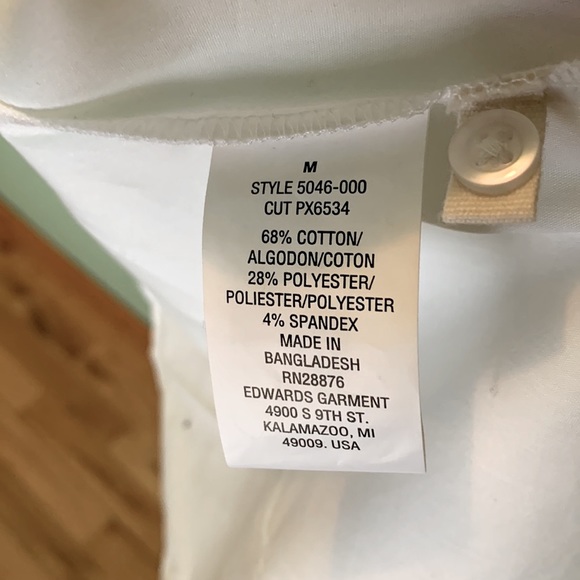 M
STYLE 5046-000
CUT PX6534
68% COTTON/
ALGODON/COTON
28% POLYESTER/
POLIESTER/POLYESTER
4% SPANDEX
MADE IN
BANGLADESH
RN28876
EDWARDS GARMENT
4900 S 9TH ST.
KALAMAZOO, MI
49009. USA